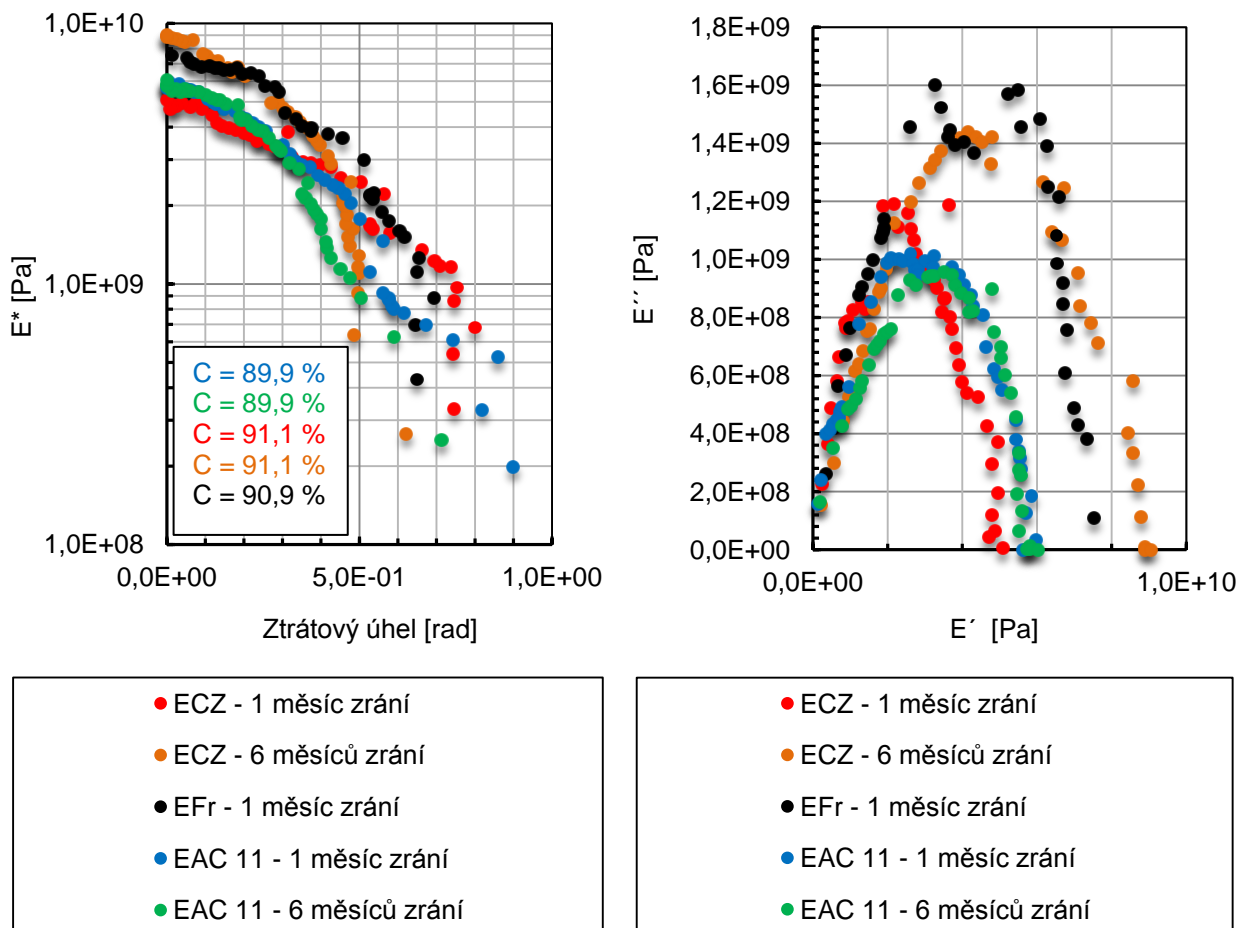 1,0E+10
1,0E+09
1,0E+08
E* [Pa]
C = 89,9 %
C = 89,9 %
C = 91,1 %
C = 91,1 %
C = 90,9 %
0,0E+00 5,0E-01 1,0E+00
Ztrátový úhel [rad]
1,8E+09
1,6E+09
1,4E+09
1,2E+09
1,0E+09
8,0E+08
6,0E+08
4,0E+08
2,0E+08
0,0E+00
E´´ [Pa]
0,0E+00 1,0E+10
E´ [Pa]
ECZ - 1 měsíc zrání
ECZ - 6 měsíců zrání
EFr - 1 měsíc zrání
EAC 11 - 1 měsíc zrání
EAC 11 - 6 měsíců zrání
ECZ - 1 měsíc zrání
ECZ - 6 měsíců zrání
EFr - 1 měsíc zrání
EAC 11 - 1 měsíc zrání
EAC 11 - 6 měsíců zrání